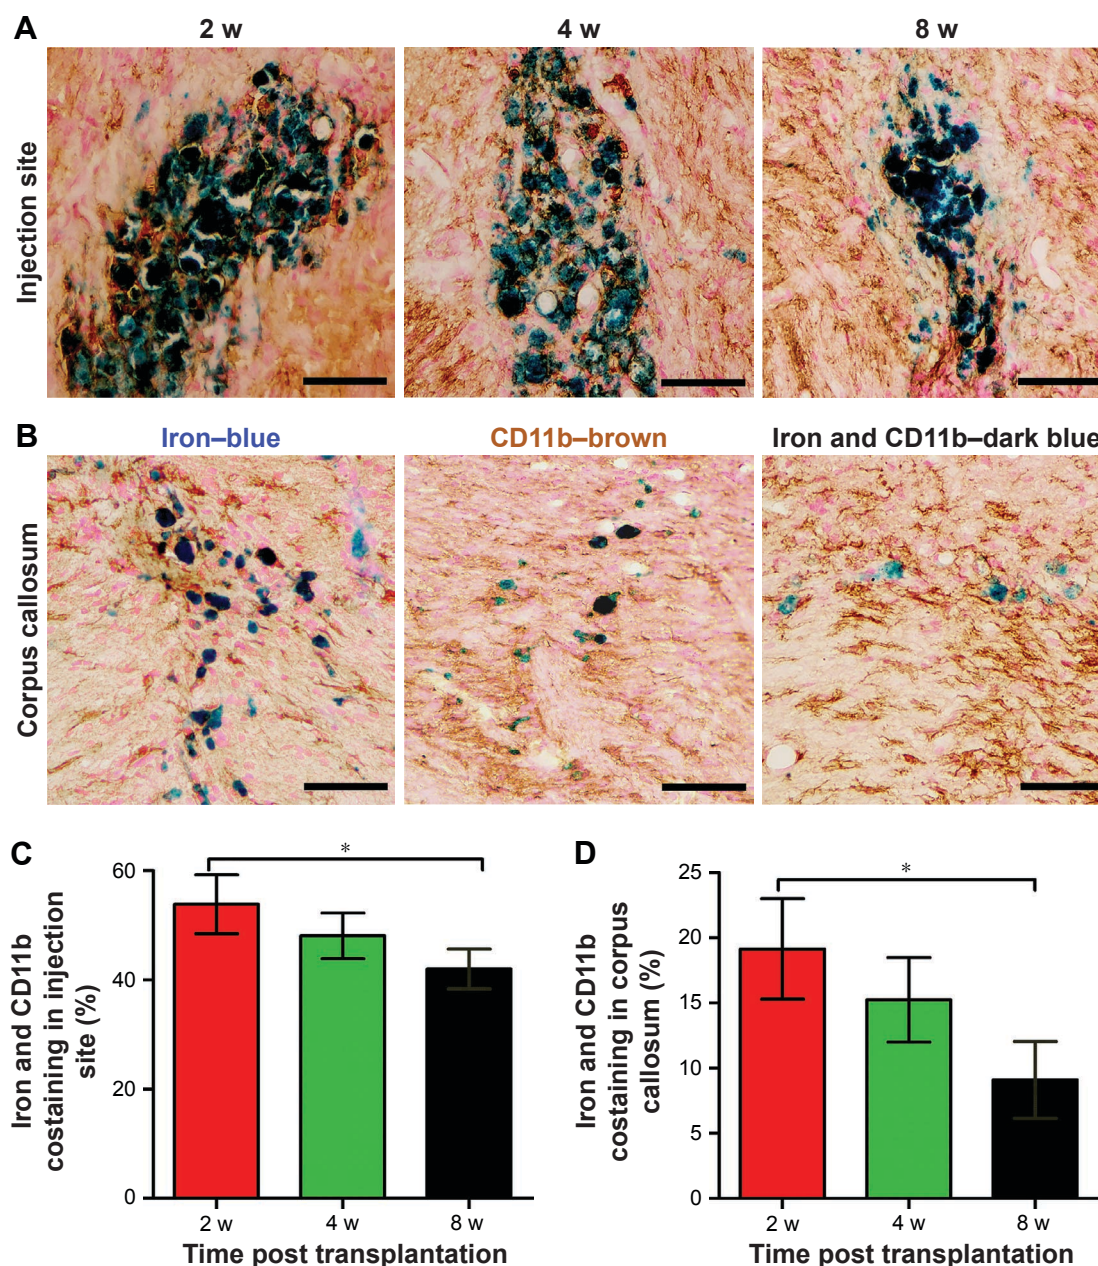 A
2 w 4 w 8 w
Injection site
B
Iron–blue CD11b–brown Iron and CD11b–dark blue
Corpus callosum
C
Iron and CD11b
costaining in injection
site (%)
60
40
20
0
*
2 w 4 w 8 w
Time post transplantation
D
Iron and CD11b
costaining in corpus
callosum (%)
25
20
15
10
5
0
*
2 w 4 w 8 w
Time post transplantation